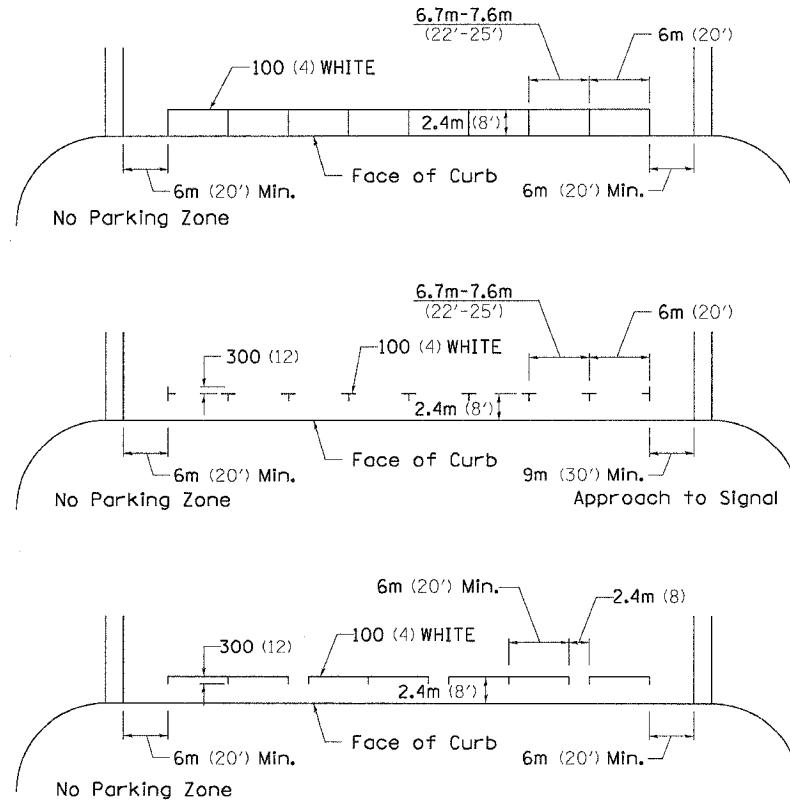 6.7m-7.6m
(22'-25')
6m (20')
100 (4) WHITE
2.4m (8')
6m (20') Min.
Face of Curb
6m (20') Min.
No Parking Zone
6.7m-7.6m
(22'-25')
6m (20')
300 (12)
100 (4) WHITE
2.4m (8')
6m (20') Min.
Face of Curb
9m (30') Min.
No Parking Zone
Approach to Signal
6m (20') Min.
2.4m (8)
300 (12)
100 (4) WHITE
2.4m (8')
6m (20') Min.
Face of Curb
6m (20') Min.
No Parking Zone